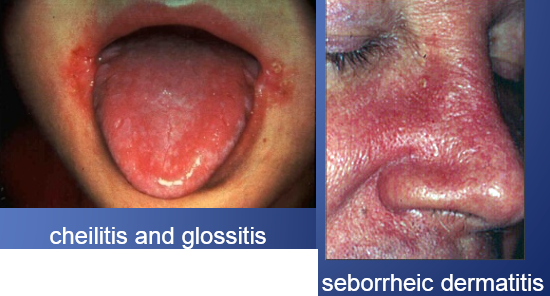 cheilitis and glossitis
seborrheic dermatitis